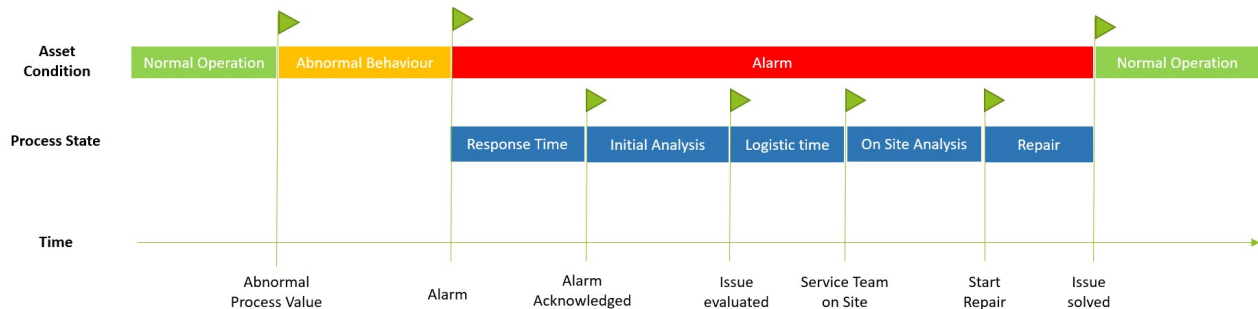 Asset
Condition
Normal Operation
Abnormal Behaviour
Alarm
Normal Operation
Process State
Response Time
Initial Analysis
Logistic time
On Site Analysis
Repair
Time
Abnormal
Process Value
Alarm
Alarm
Acknowledged
Issue
evaluated
Service Team
on Site
Start
Repair
Issue
solved